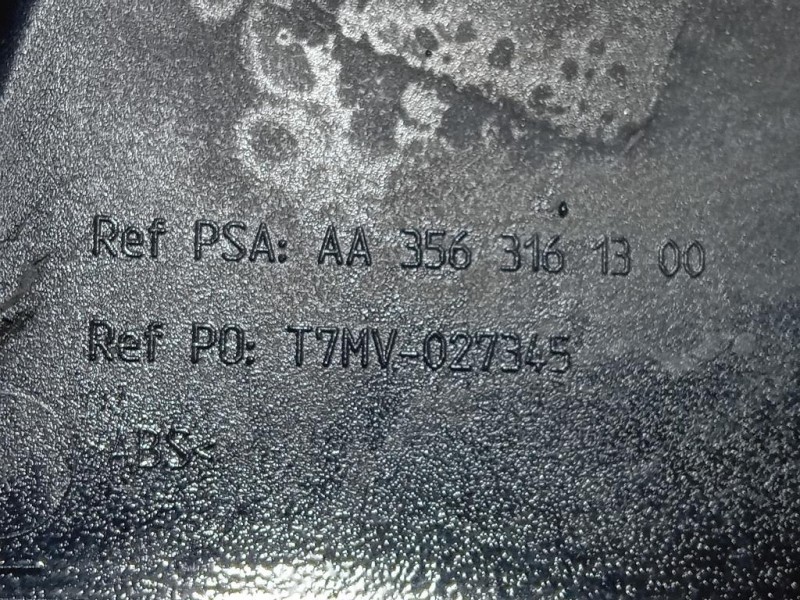 Ref PSA: AA 356 316 13 00
Ref PO: T7MV-027345
>ABS<